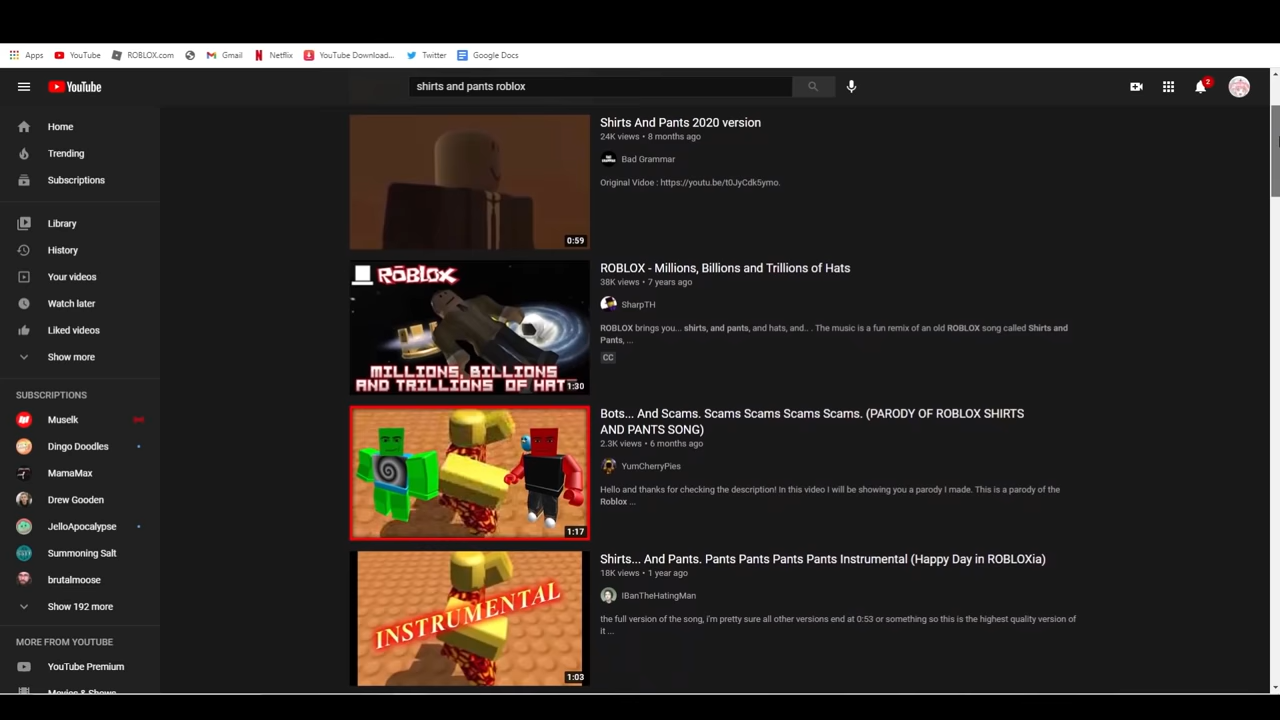 Apps YouTube ROBLOX.com Gmail Netflix YouTube Download... Twitter Google Docs
YouTube
shirts and pants roblox
2
Home
Trending
Subscriptions
Library
History
Your videos
Watch later
Liked videos
Show more
SUBSCRIPTIONS
Muselk
Dingo Doodles
MamaMax
Drew Gooden
JelloApocalypse
Summoning Salt
brutalmoose
Show 192 more
MORE FROM YOUTUBE
YouTube Premium
Movies & Shows
0:59
Shirts And Pants 2020 version
24K views • 8 months ago
Bad Grammar
Original Vidoe : https://youtu.be/t0JyCdk5ymo.
ROBLOX
MILLIONS, BILLIONS
AND TRILLIONS OF HAT
1:30
ROBLOX - Millions, Billions and Trillions of Hats
38K views • 7 years ago
SharpTH
ROBLOX brings you... shirts, and pants, and hats, and.. . The music is a fun remix of an old ROBLOX song called Shirts and
Pants, ...
CC
1:17
Bots... And Scams. Scams Scams Scams Scams. (PARODY OF ROBLOX SHIRTS
AND PANTS SONG)
2.3K views • 6 months ago
YumCherryPies
Hello and thanks for checking the description! In this video I will be showing you a parody I made. This is a parody of the
Roblox ...
INSTRUMENTAL
1:03
Shirts... And Pants. Pants Pants Pants Pants Instrumental (Happy Day in ROBLOXia)
18K views • 1 year ago
IBanTheHatingMan
the full version of the song, i'm pretty sure all other versions end at 0:53 or something so this is the highest quality version of
it ...